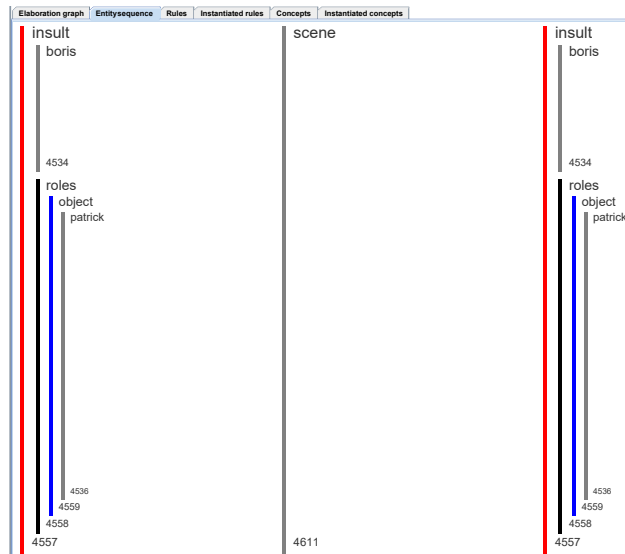 Elaboration graph Entitysequence Rules Instantiated rules Concepts Instantiated concepts
insult scene insult
boris boris
4534 4534
roles roles
object object
patrick patrick
4536 4536
4559 4559
4558 4558
4557 4611 4557